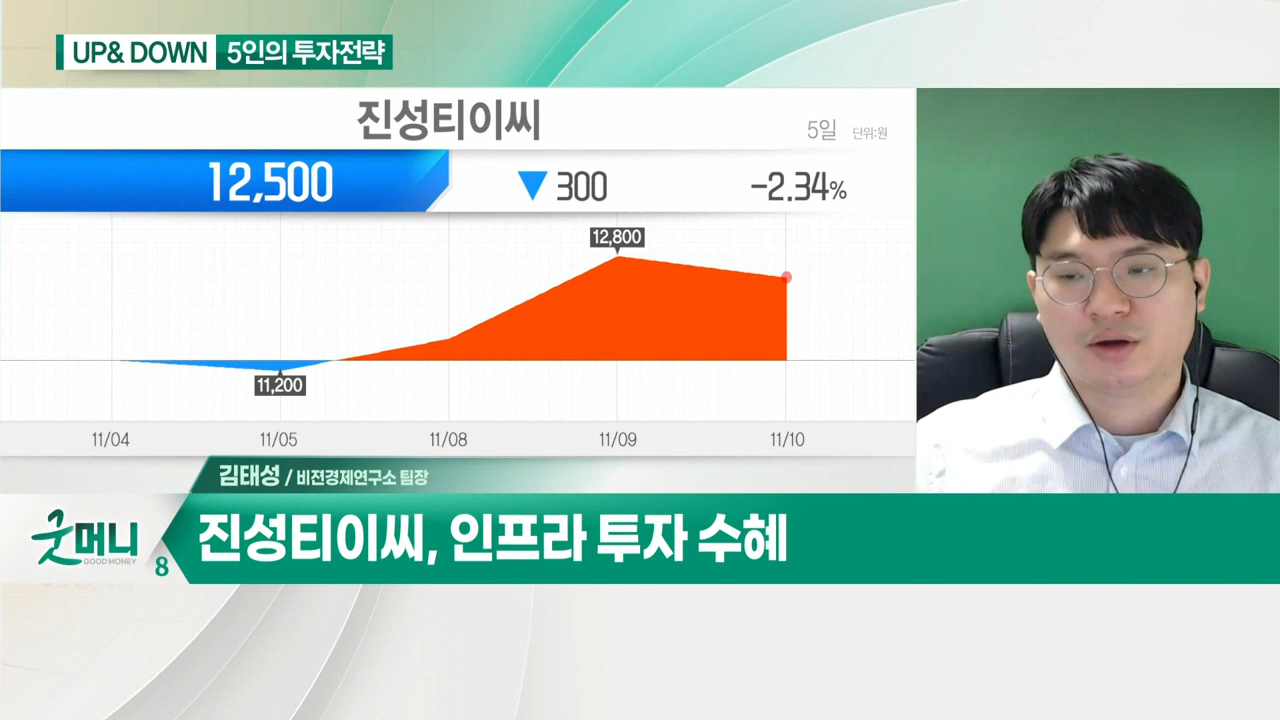 UP& DOWN 5인의 투자전략
진성티이씨
5일 단위:원
12,500 ▼ 300 -2.34%
12,800
11,200
11/04 11/05 11/08 11/09 11/10
김태성 / 비전경제연구소 팀장
굿머니
GOOD MONEY
8
진성티이씨, 인프라 투자 수혜